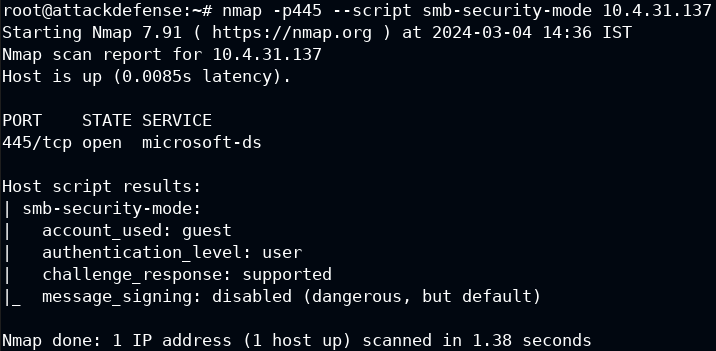 root@attackdefense:~# nmap -p445 --script smb-security-mode 10.4.31.137
Starting Nmap 7.91 ( https://nmap.org ) at 2024-03-04 14:36 IST
Nmap scan report for 10.4.31.137
Host is up (0.0085s latency).

PORT    STATE SERVICE
445/tcp open  microsoft-ds

Host script results:
| smb-security-mode:
|   account_used: guest
|   authentication_level: user
|   challenge_response: supported
|_  message_signing: disabled (dangerous, but default)

Nmap done: 1 IP address (1 host up) scanned in 1.38 seconds